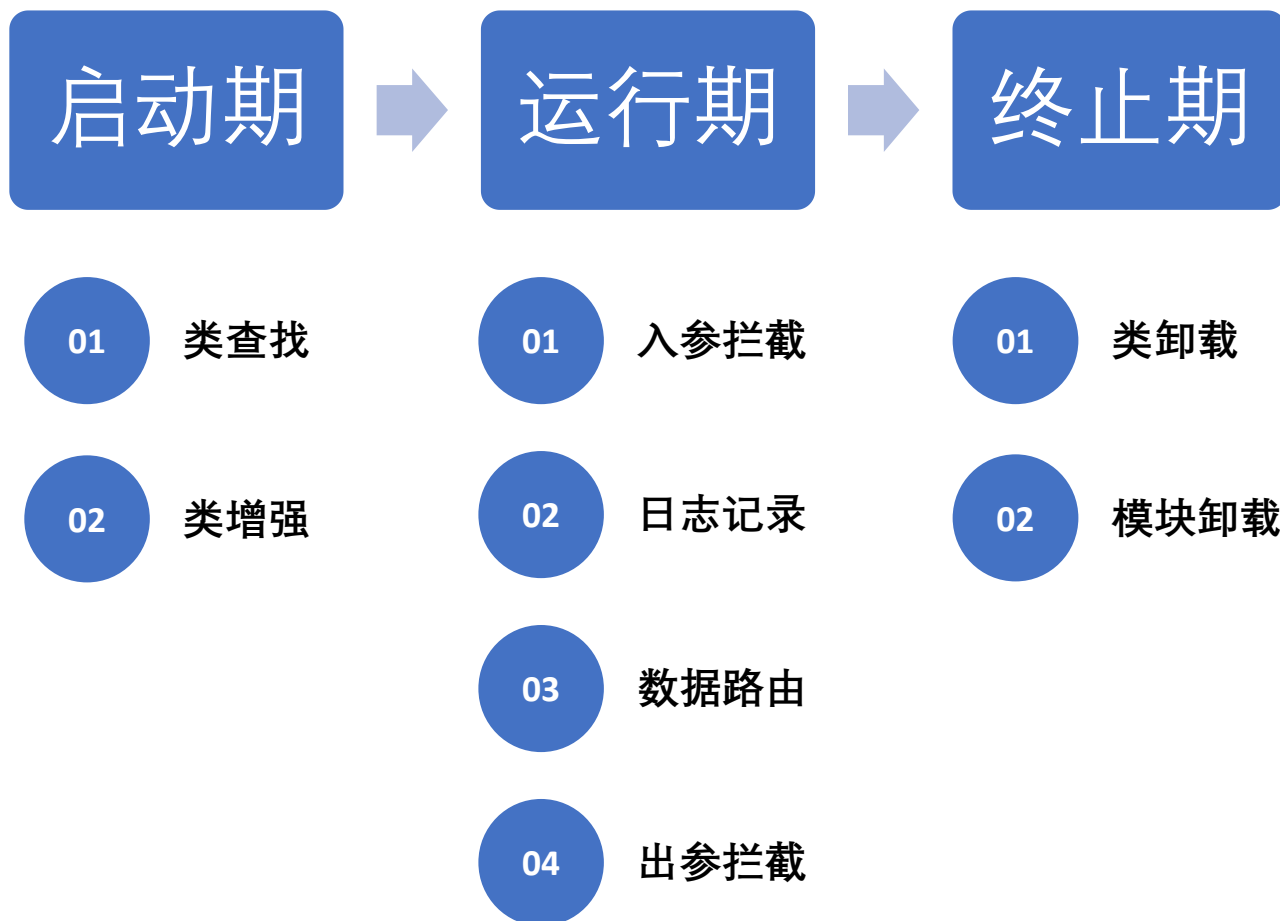 启动期
运行期
终止期
01 类查找
02 类增强
01 入参拦截
02 日志记录
03 数据路由
04 出参拦截
01 类卸载
02 模块卸载